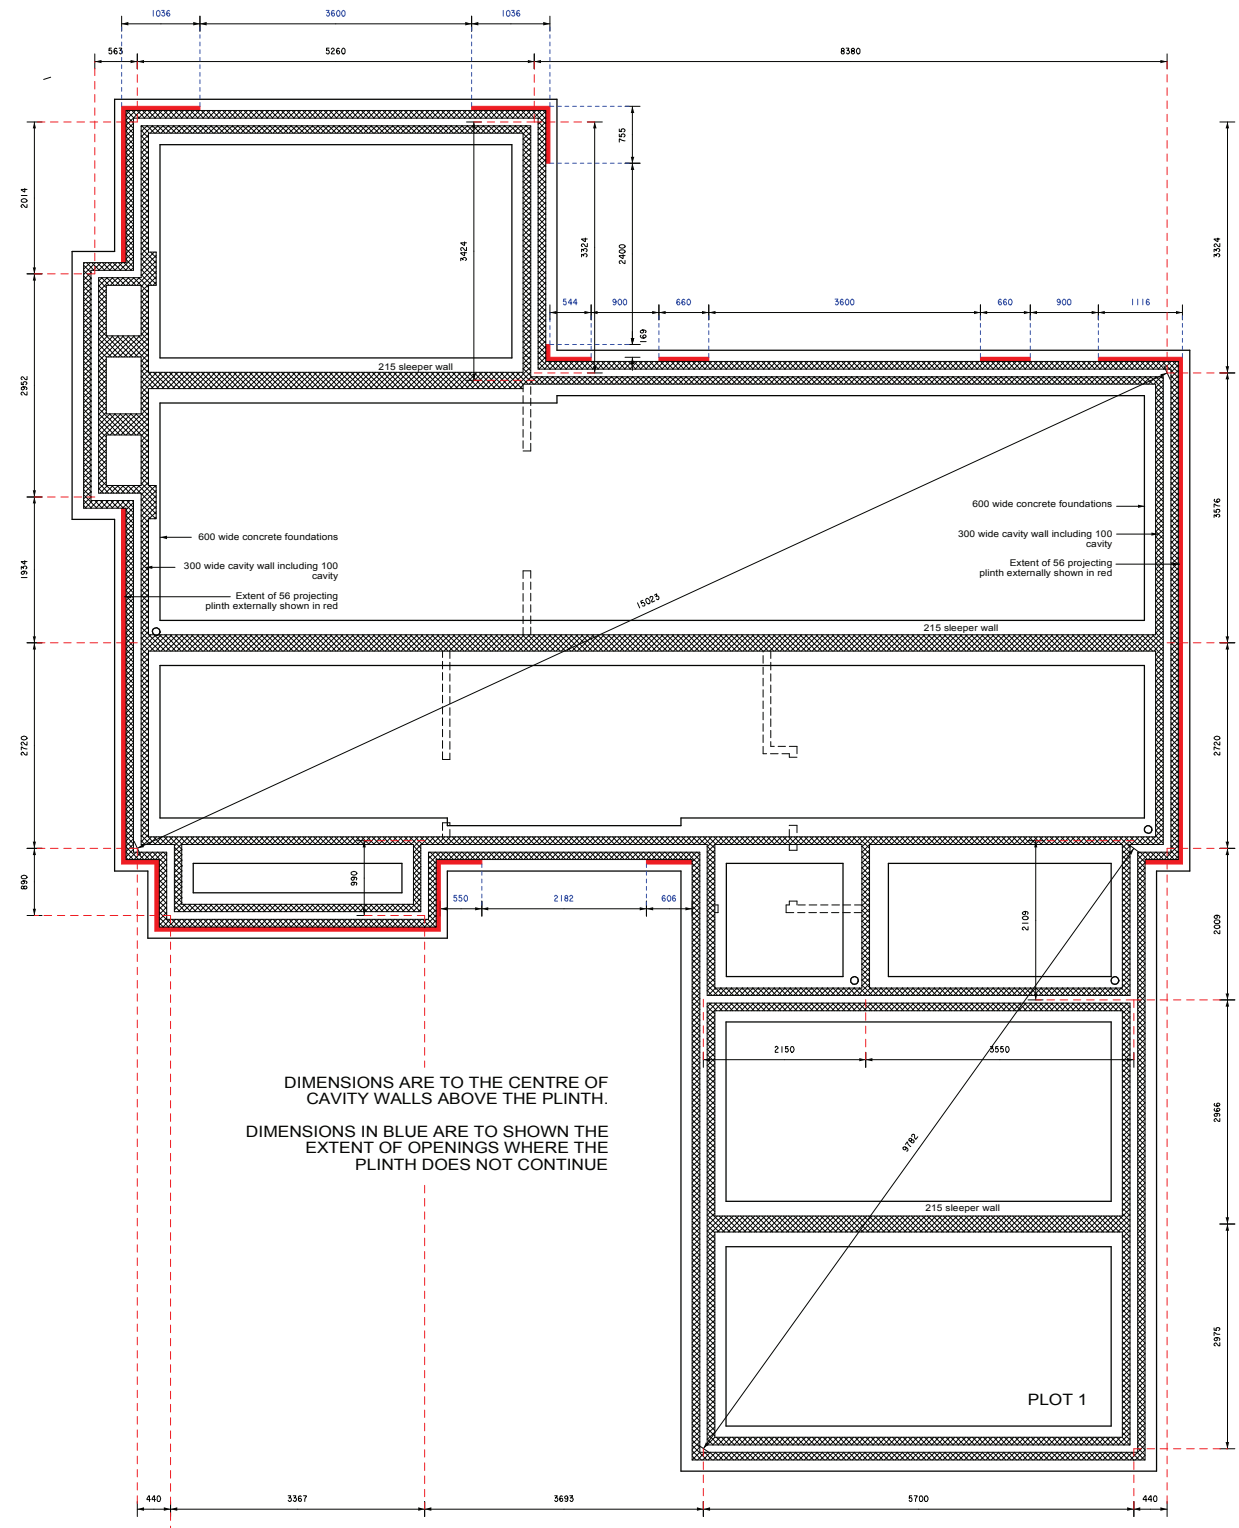 1036
3600
1036
563
5260
8380
755
2014
3424
3324
2400
3324
544
900
660
3600
660
900
1116
169
215 sleeper wall
2952
600 wide concrete foundations
3576
600 wide concrete foundations
300 wide cavity wall including 100
cavity
300 wide cavity wall including 100
cavity
Extent of 56 projecting
plinth externally shown in red
1934
Extent of 56 projecting
plinth externally shown in red
15023
215 sleeper wall
2720
2720
890
990
550
2182
606
2109
2009
2150
3550
DIMENSIONS ARE TO THE CENTRE OF
CAVITY WALLS ABOVE THE PLINTH.
DIMENSIONS IN BLUE ARE TO SHOWN THE
EXTENT OF OPENINGS WHERE THE
PLINTH DOES NOT CONTINUE
2966
9782
215 sleeper wall
2975
PLOT 1
440
3367
3693
5700
440